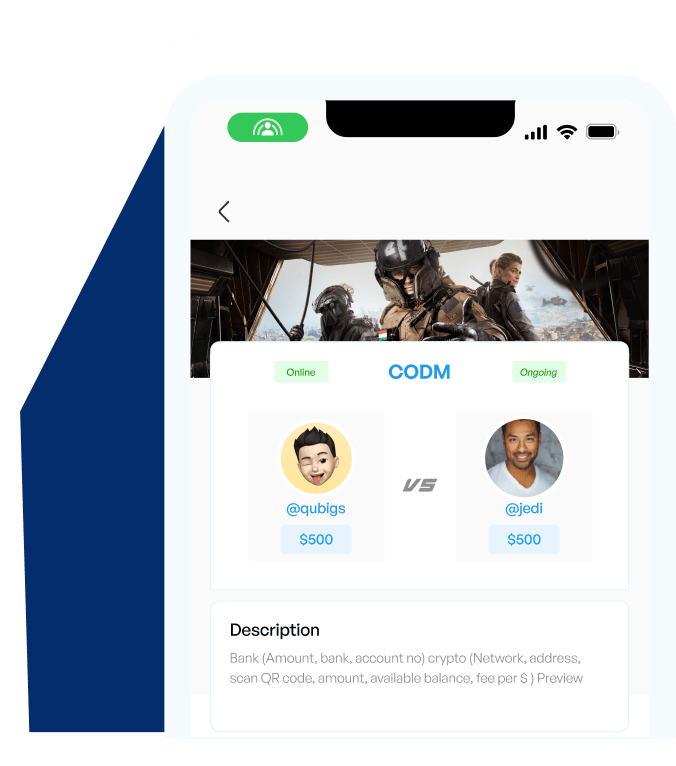 Online
CODM
Ongoing
@qubigs
VS
@jedi
$500
$500
Description
Bank (Amount, bank, account no) crypto (Network, address,
scan QR code, amount, available balance, fee per $ ) Preview